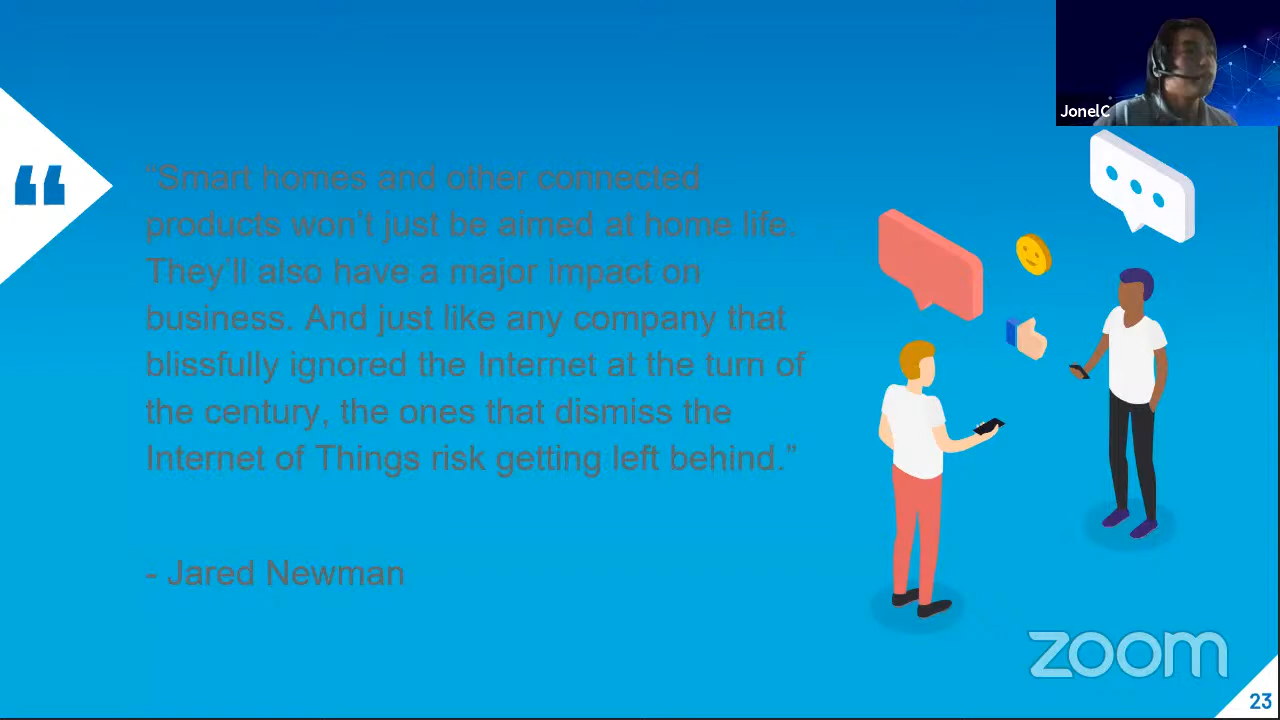 JonelC
“
“Smart homes and other connected
products won’t just be aimed at home life.
They’ll also have a major impact on
business. And just like any company that
blissfully ignored the Internet at the turn of
the century, the ones that dismiss the
Internet of Things risk getting left behind.”
- Jared Newman
zoom
23